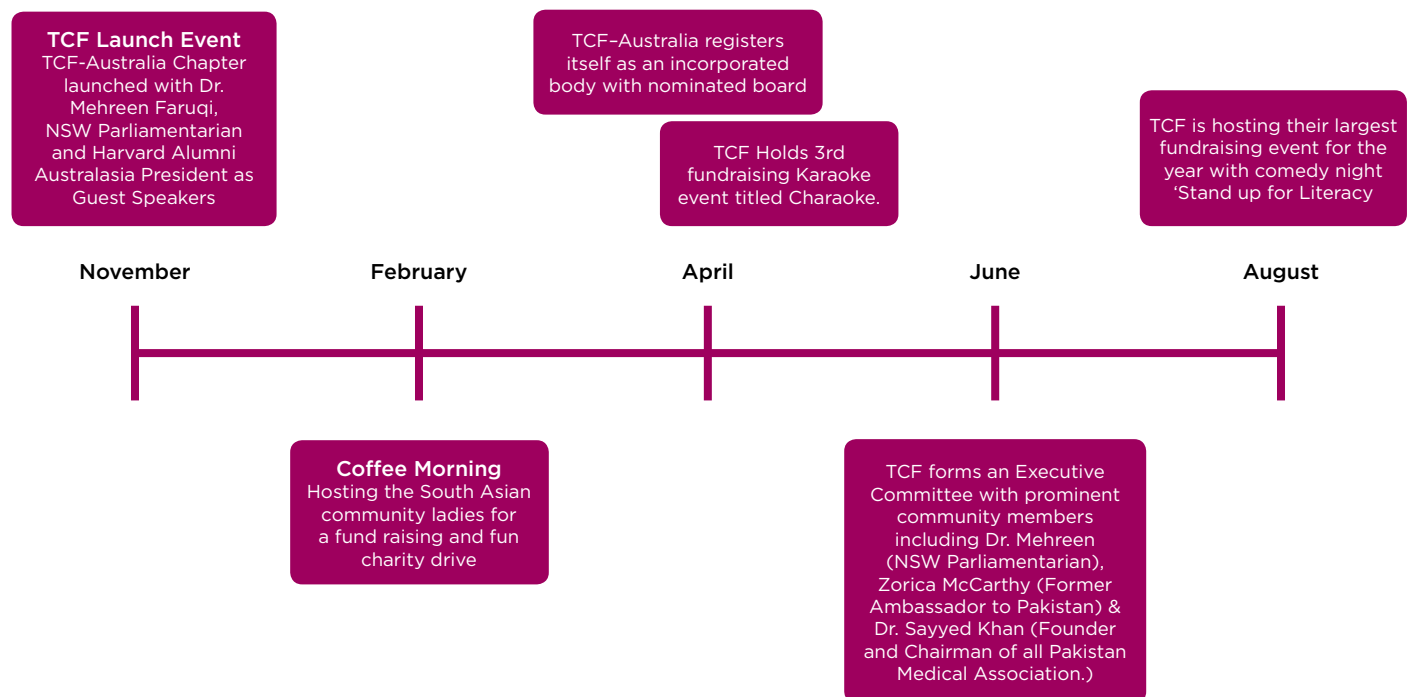 TCF Launch Event
TCF-Australia Chapter
launched with Dr.
Mehreen Faruqi,
NSW Parliamentarian
and Harvard Alumni
Australasia President as
Guest Speakers
TCF–Australia registers
itself as an incorporated
body with nominated board
TCF Holds 3rd
fundraising Karaoke
event titled Charaoke.
TCF is hosting their largest
fundraising event for the
year with comedy night
‘Stand up for Literacy
November
February
April
June
August
Coffee Morning
Hosting the South Asian
community ladies for
a fund raising and fun
charity drive
TCF forms an Executive
Committee with prominent
community members
including Dr. Mehreen
(NSW Parliamentarian),
Zorica McCarthy (Former
Ambassador to Pakistan) &
Dr. Sayyed Khan (Founder
and Chairman of all Pakistan
Medical Association.)